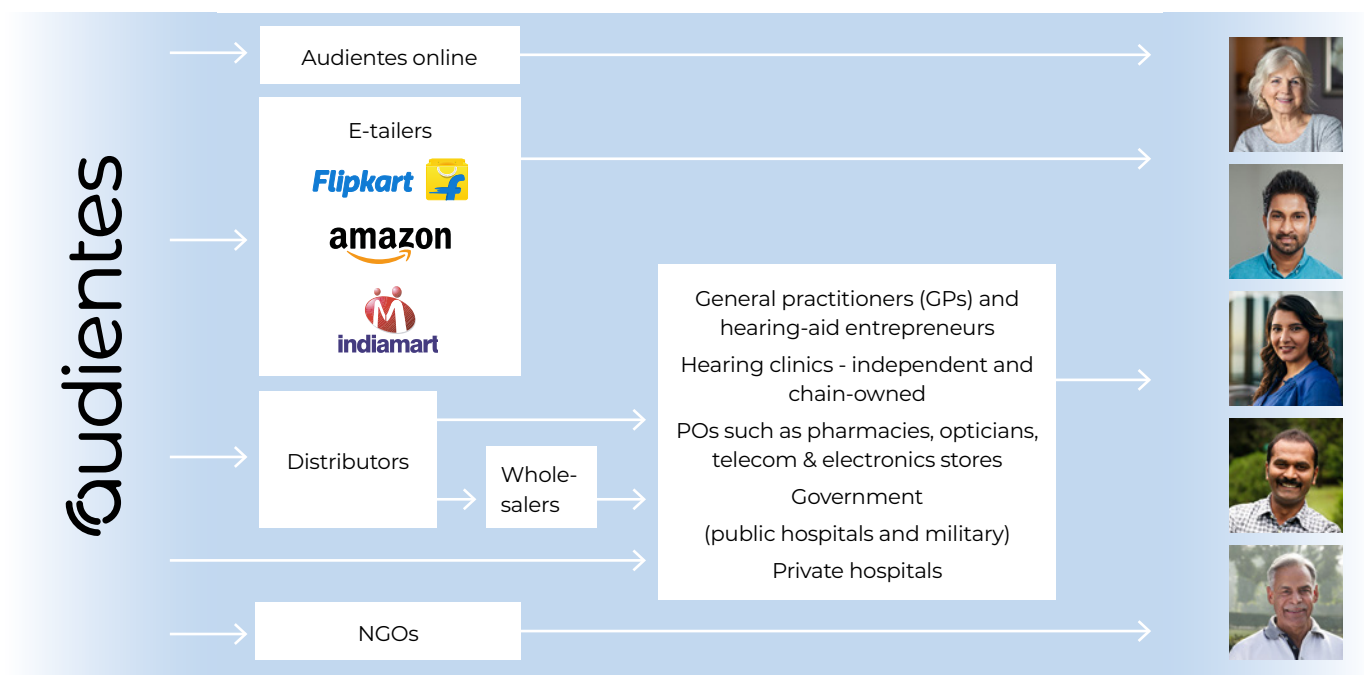 audientes
Audientes online
E-tailers
Flipkart
amazon
indiamart
Distributors
Whole-
salers
General practitioners (GPs) and
hearing-aid entrepreneurs
Hearing clinics - independent and
chain-owned
POs such as pharmacies, opticians,
telecom & electronics stores
Government
(public hospitals and military)
Private hospitals
NGOs